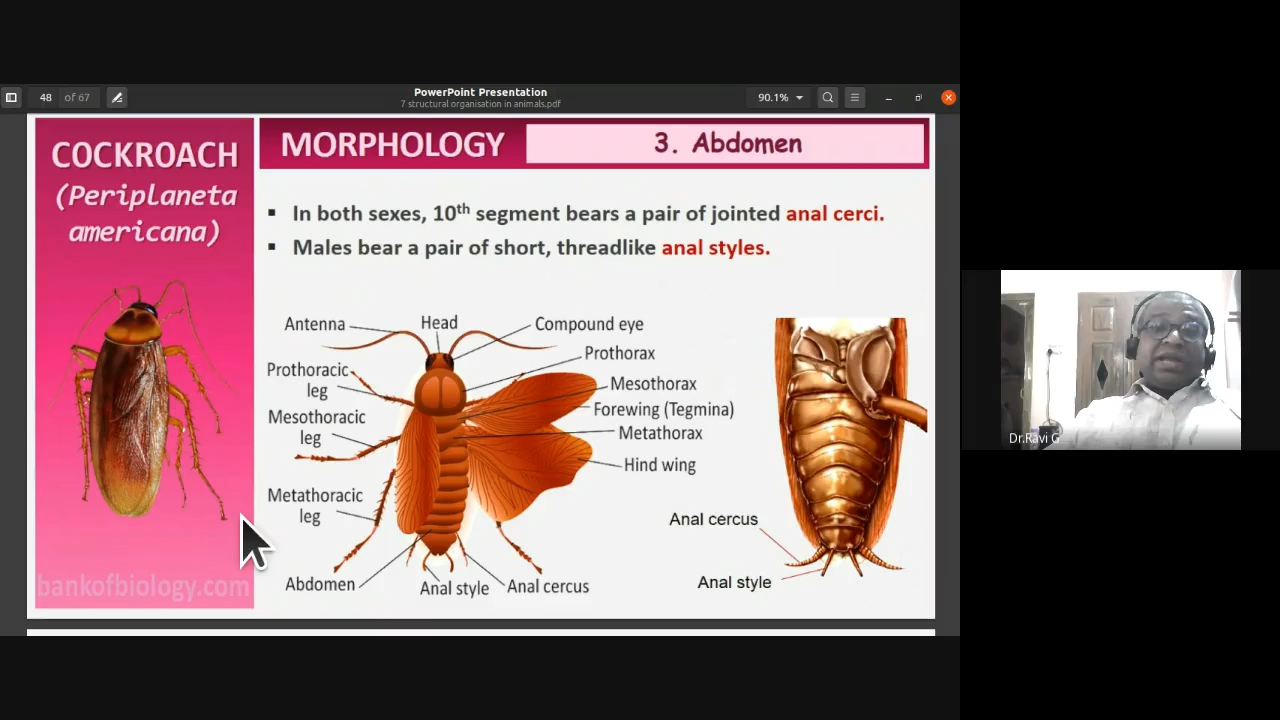 PowerPoint Presentation
48 of 67
7 structural organisation in animals.pdf
90.1%
COCKROACH
(Periplaneta
americana)
MORPHOLOGY
3. Abdomen
▪ In both sexes, 10th segment bears a pair of jointed anal cerci.
▪ Males bear a pair of short, threadlike anal styles.
Antenna
Head
Compound eye
Prothorax
Prothoracic
leg
Mesothorax
Forewing (Tegmina)
Mesothoracic
leg
Metathorax
Hind wing
Metathoracic
leg
Abdomen
Anal style
Anal cercus
Anal cercus
Anal style
bankofbiology.com
Dr.Ravi G